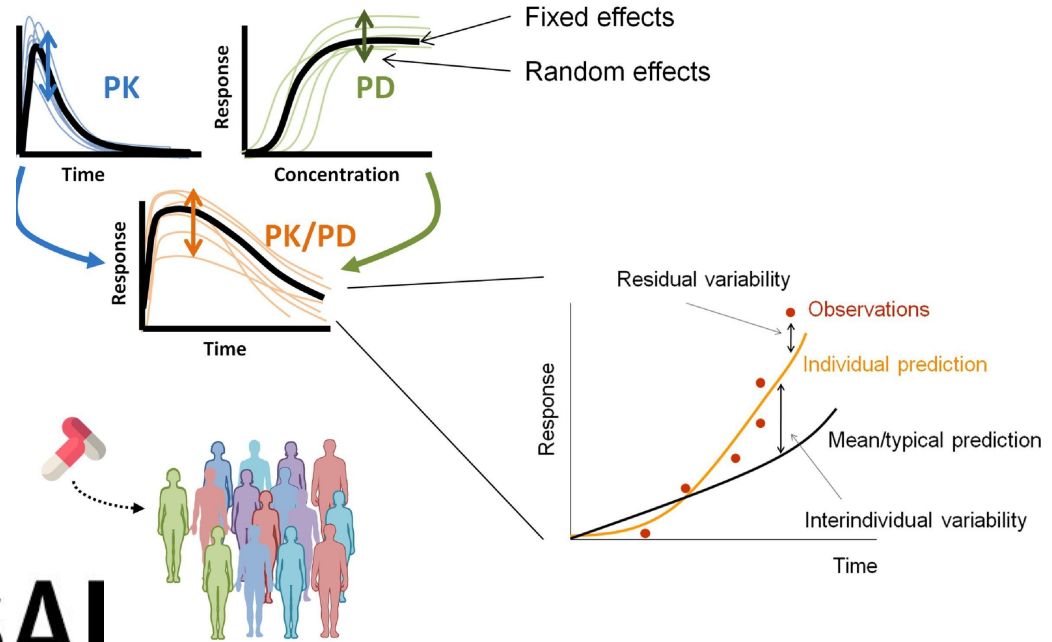 Fixed effects
Random effects
PK
PD
Response
Time
Concentration
PK/PD
Response
Time
Residual variability
Observations
Individual prediction
Mean/typical prediction
Interindividual variability
Response
Time